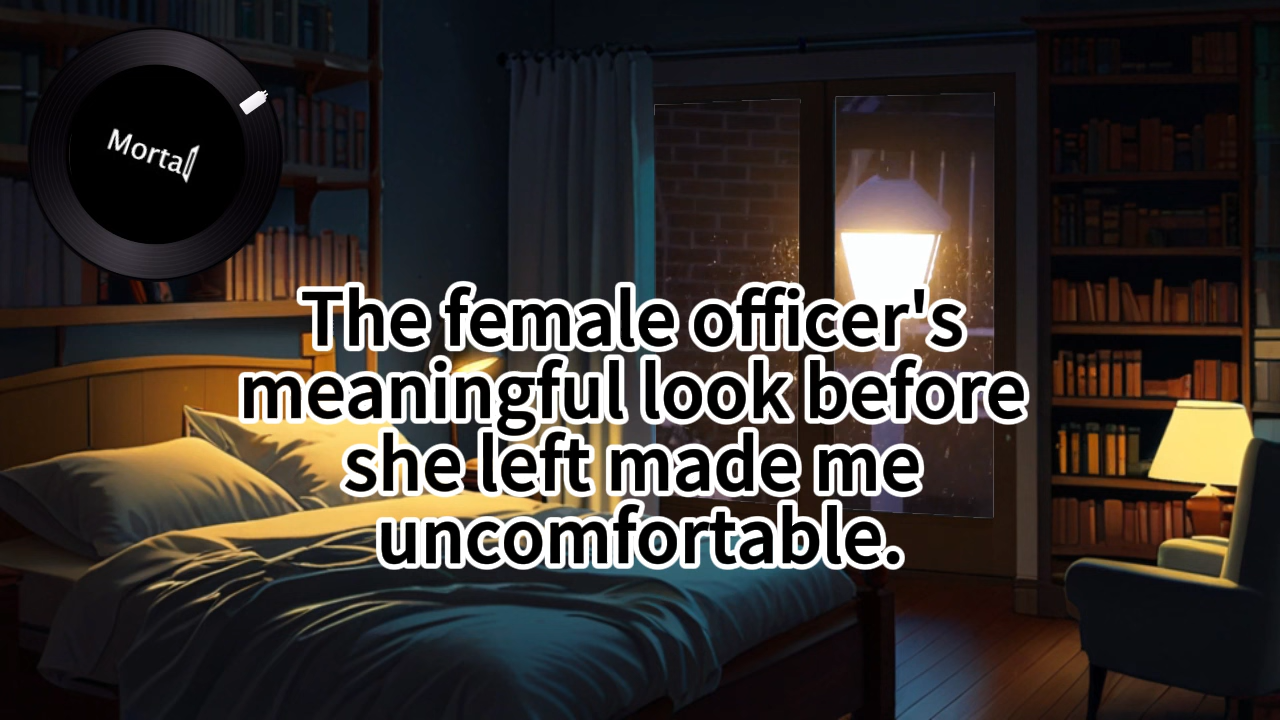 Mortal
The female officer's
meaningful look before
she left made me
uncomfortable.